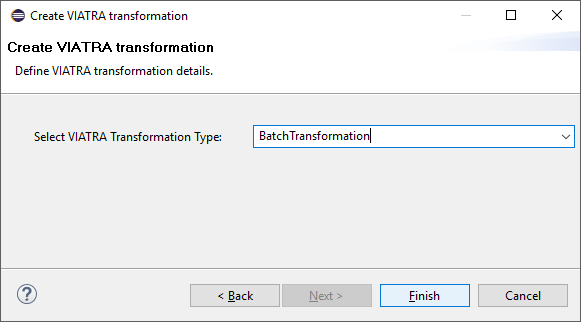 Create VIATRA transformation
Create VIATRA transformation
Define VIATRA transformation details.
Select VIATRA Transformation Type: BatchTransformation
? < Back Next > Finish Cancel